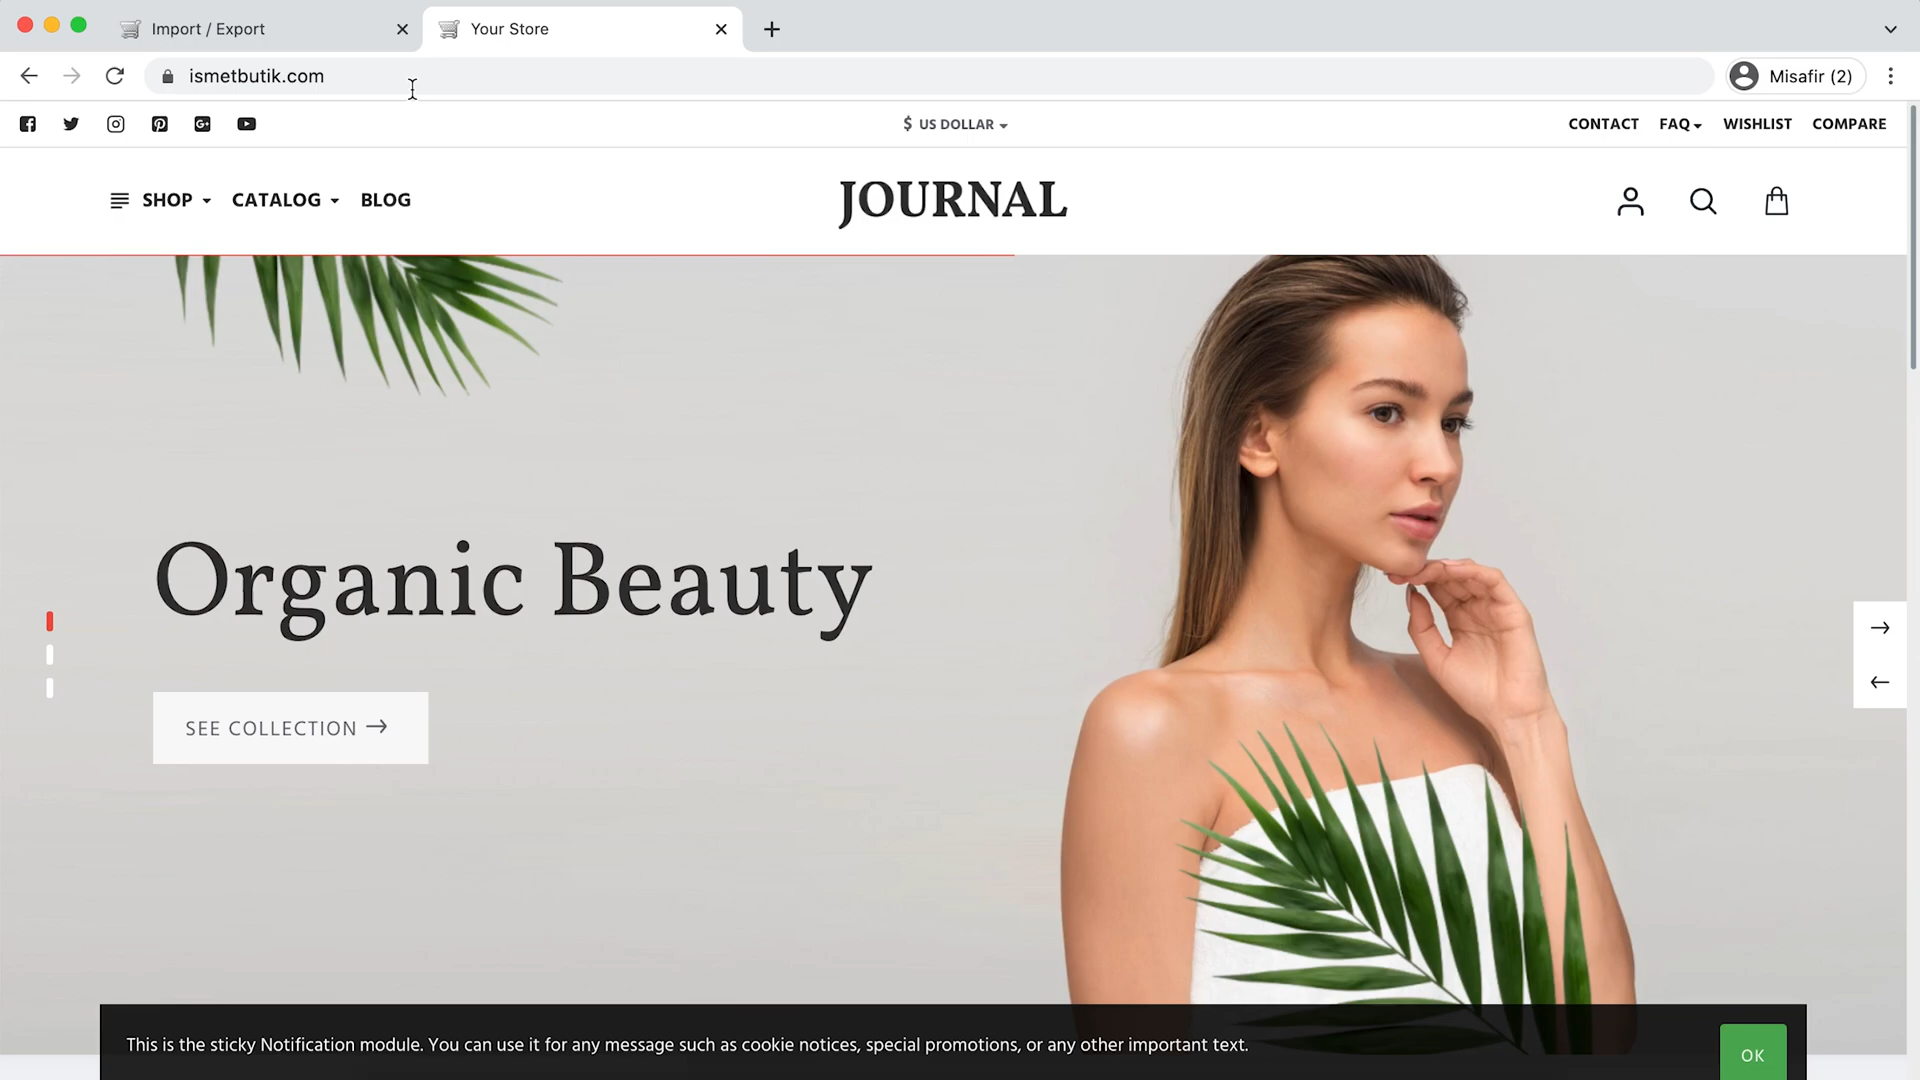 Import / Export
Your Store
ismetbutik.com
Misafir (2)
$ US DOLLAR
CONTACT FAQ WISHLIST COMPARE
SHOP CATALOG BLOG
JOURNAL
Organic Beauty
SEE COLLECTION →
This is the sticky Notification module. You can use it for any message such as cookie notices, special promotions, or any other important text.
OK